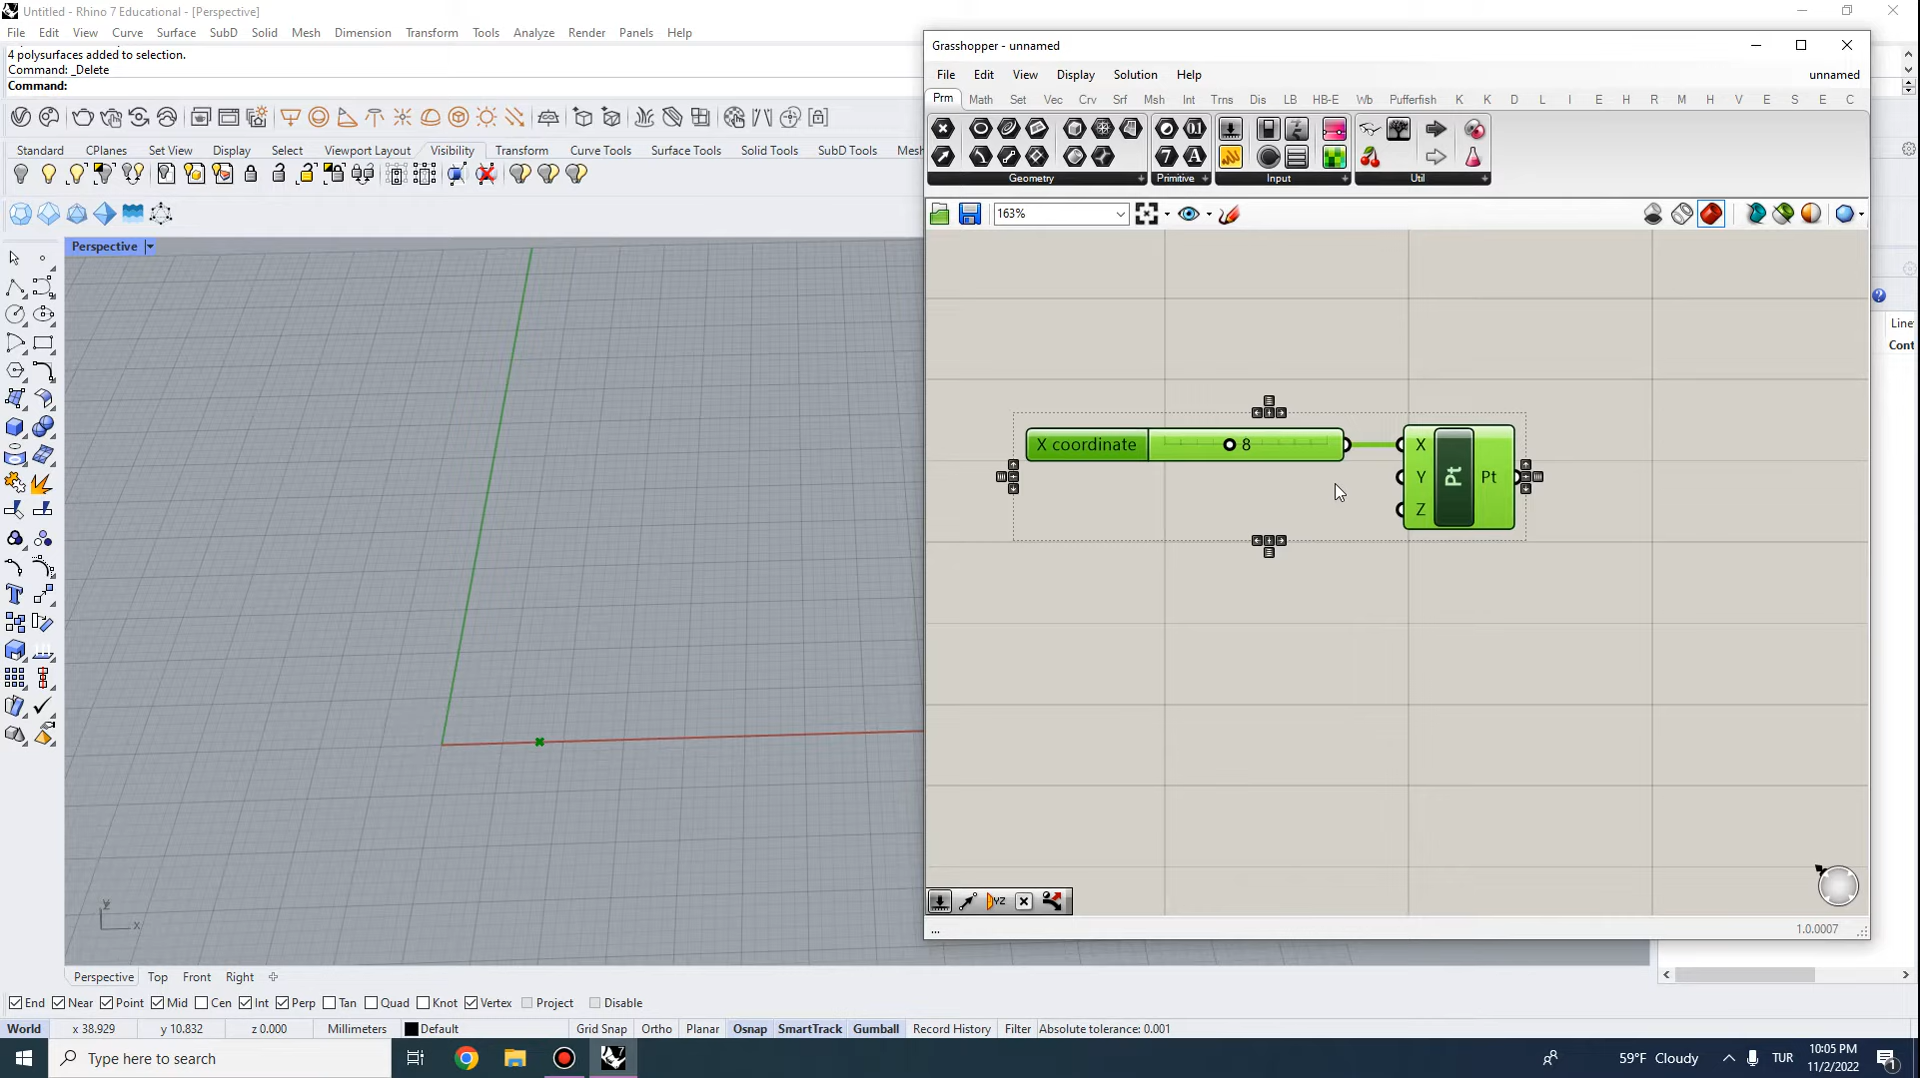 Untitled - Rhino 7 Educational - [Perspective]
File Edit View Curve Surface SubD Solid Mesh Dimension Transform Tools Analyze Render Panels Help
4 polysurfaces added to selection.
Command: _Delete
Command:
Standard CPlanes Set View Display Select Viewport Layout Visibility Transform Curve Tools Surface Tools Solid Tools SubD Tools Mesh
Perspective
y
x
Perspective Top Front Right
End Near Point Mid Cen Int Perp Tan Quad Knot Vertex Project Disable
World x 38.929 y 10.832 z 0.000 Millimeters Default Grid Snap Ortho Planar Osnap SmartTrack Gumball Record History Filter Absolute tolerance: 0.001
Grasshopper - unnamed
File Edit View Display Solution Help unnamed
Prm Math Set Vec Crv Srf Msh Int Trns Dis LB HB-E Wb Pufferfish K K D L I E H R M H V E S E C
Geometry Primitive Input Util
163%
X coordinate 8
X
Y Pt Pt
Z
YZ
... 1.0.0007
Line
Cont
Type here to search
59°F Cloudy TUR 10:05 PM
11/2/2022 1